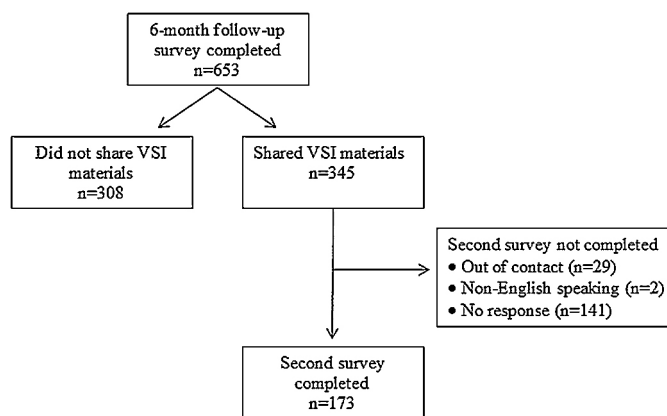 6-month follow-up
survey completed
n=653
Did not share VSI
materials
n=308
Shared VSI materials
n=345
Second survey not completed
• Out of contact (n=29)
• Non-English speaking (n=2)
• No response (n=141)
Second survey
completed
n=173